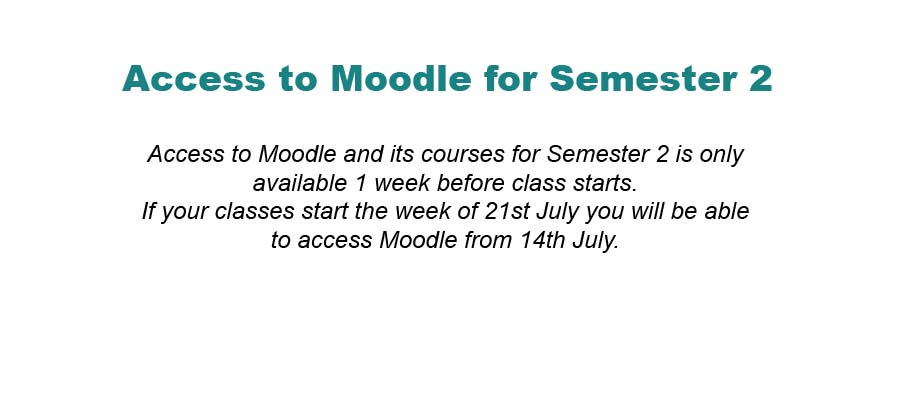 Access to Moodle for Semester 2
Access to Moodle and its courses for Semester 2 is only
available 1 week before class starts.
If your classes start the week of 21st July you will be able
to access Moodle from 14th July.